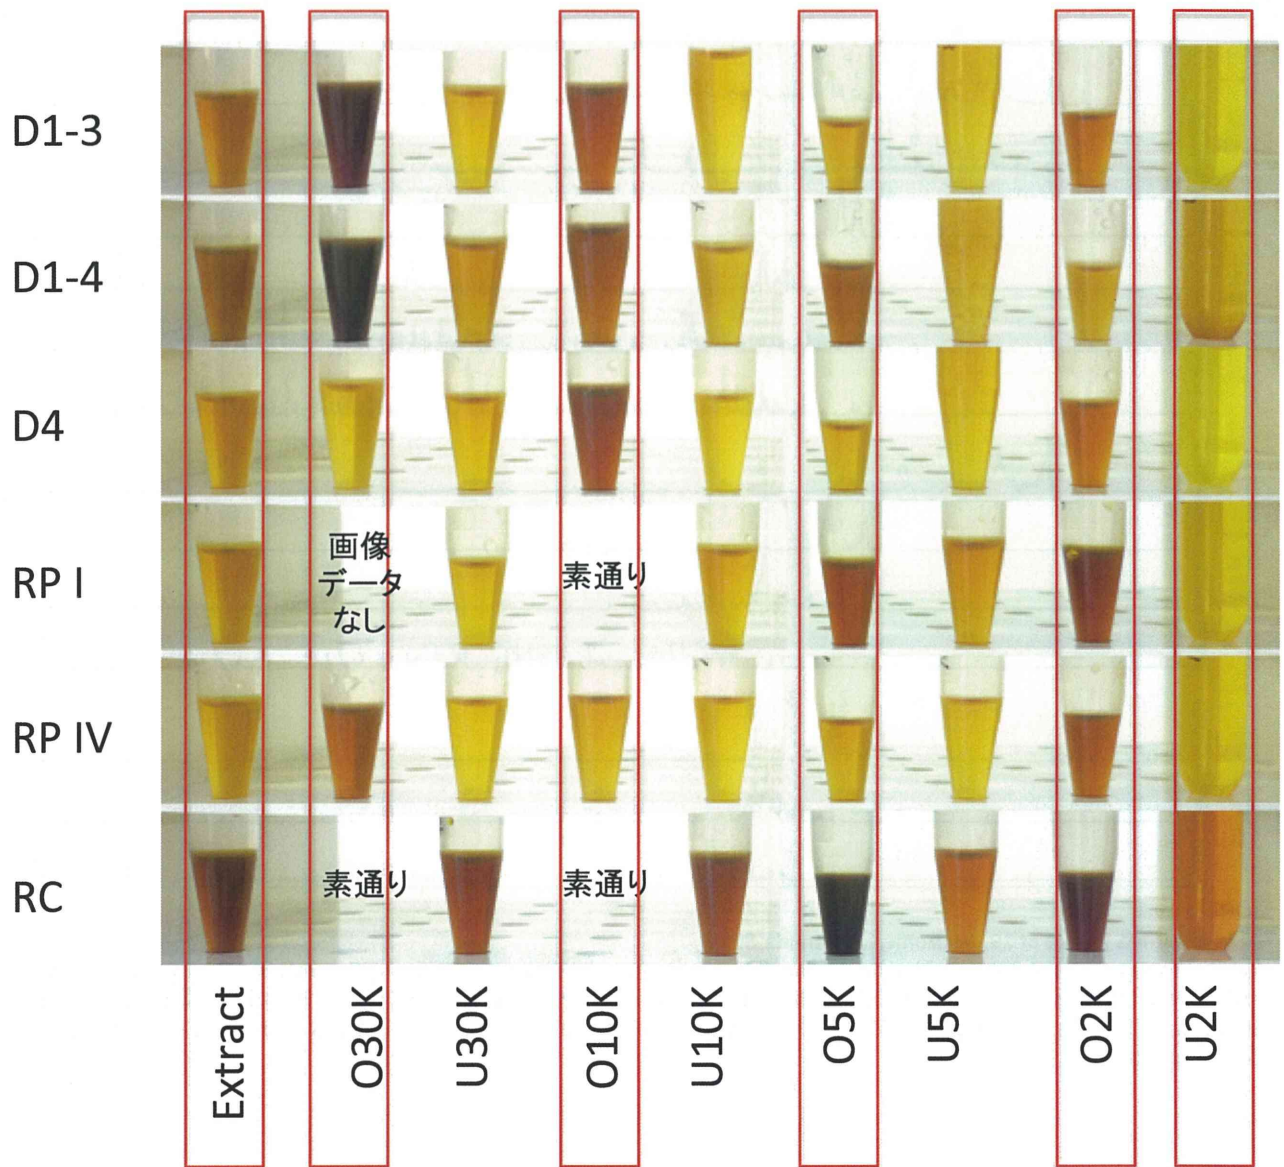 D1-3
D1-4
D4
RP I
画像
データ
なし
素通り
RP IV
RC
素通り
素通り
Extract
O30K
U30K
O10K
U10K
O5K
U5K
O2K
U2K